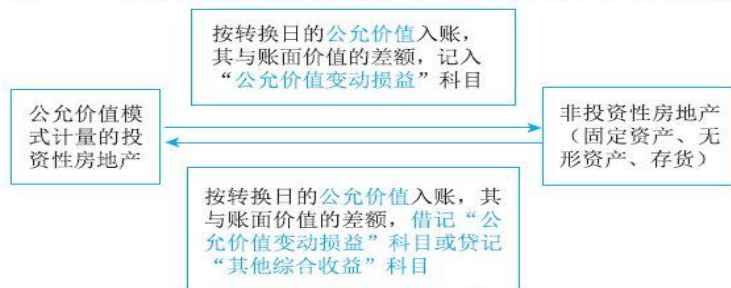 按转换日的公允价值入账，
其与账面价值的差额，记入
“公允价值变动损益”科目
公允价值模
式计量的投
资性房地产
非投资性房地产
（固定资产、无
形资产、存货）
按转换日的公允价值入账，其
与账面价值的差额，借记“公
允价值变动损益”科目或贷记
“其他综合收益”科目